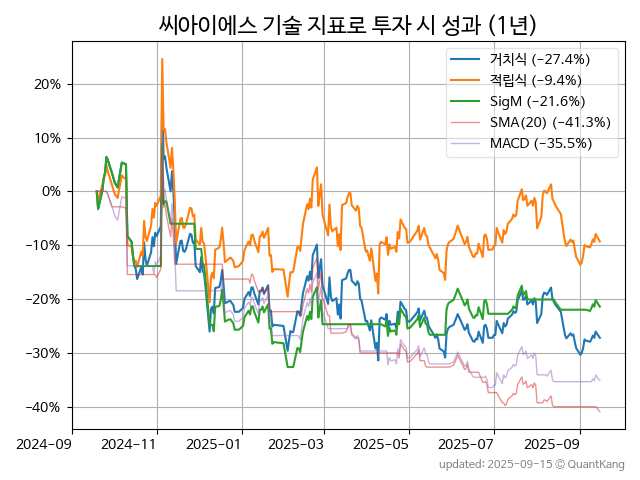 씨아이에스 기술 지표로 투자 시 성과 (1년)
거치식 (−27.4%)
적립식 (−9.4%)
SigM (−21.6%)
SMA(20) (−41.3%)
MACD (−35.5%)
20%
10%
0%
−10%
−20%
−30%
−40%
2024-09
2024-11
2025-01
2025-03
2025-05
2025-07
2025-09
updated: 2025-09-15 © QuantKang